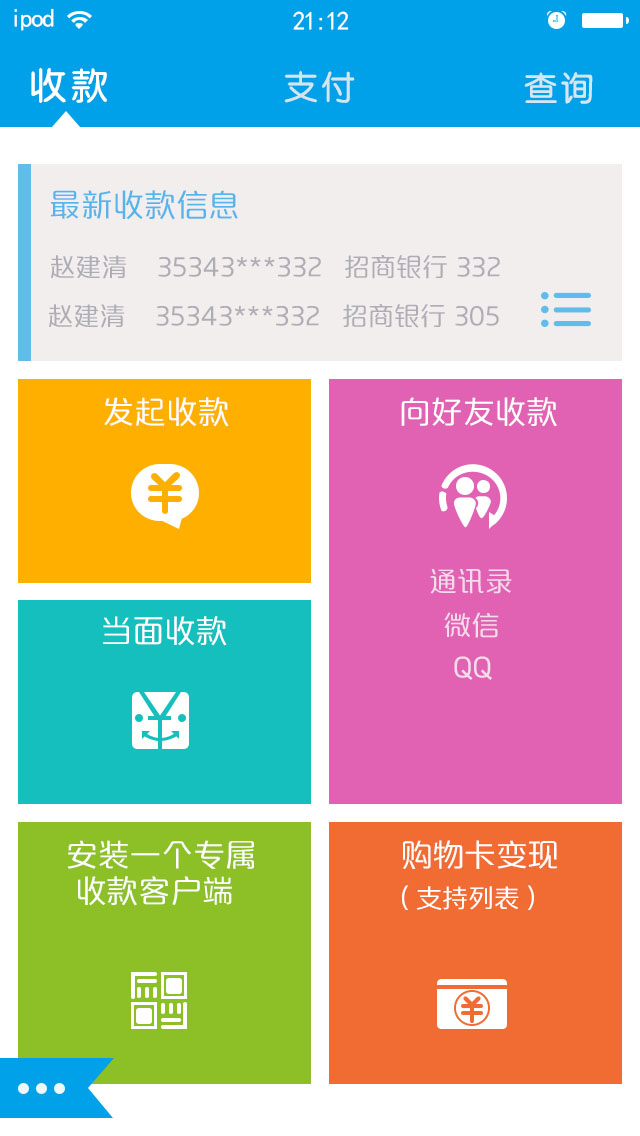 ipod 21:12
收款 支付 查询
最新收款信息
赵建清 35343***332 招商银行 332
赵建清 35343***332 招商银行 305
发起收款
向好友收款
通讯录
微信
QQ
当面收款
安装一个专属
收款客户端
购物卡变现
(支持列表)